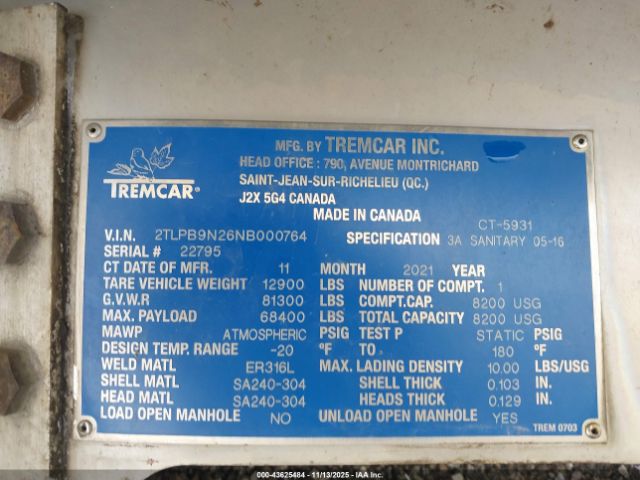 MFG. BY TREMCAR INC.
HEAD OFFICE : 790, AVENUE MONTRICHARD
TREMCAR®
SAINT-JEAN-SUR-RICHELIEU (QC.)
J2X 5G4 CANADA
MADE IN CANADA
CT-5931
V.I.N. 2TLPB9N26NB000764 SPECIFICATION 3A SANITARY 05-16
SERIAL # 22795
CT DATE OF MFR. 11 MONTH 2021 YEAR
TARE VEHICLE WEIGHT 12900 LBS NUMBER OF COMPT. 1
G.V.W.R 81300 LBS COMPT.CAP. 8200 USG
MAX. PAYLOAD 68400 LBS TOTAL CAPACITY 8200 USG
MAWP ATMOSPHERIC PSIG TEST P STATIC PSIG
DESIGN TEMP. RANGE -20 °F TO 180 °F
WELD MATL ER316L MAX. LADING DENSITY 10.00 LBS/USG
SHELL MATL SA240-304 SHELL THICK 0.103 IN.
HEAD MATL SA240-304 HEADS THICK 0.129 IN.
LOAD OPEN MANHOLE NO UNLOAD OPEN MANHOLE YES
TREM 0703
000-43625484 - 11/13/2025 - IAAI.COM